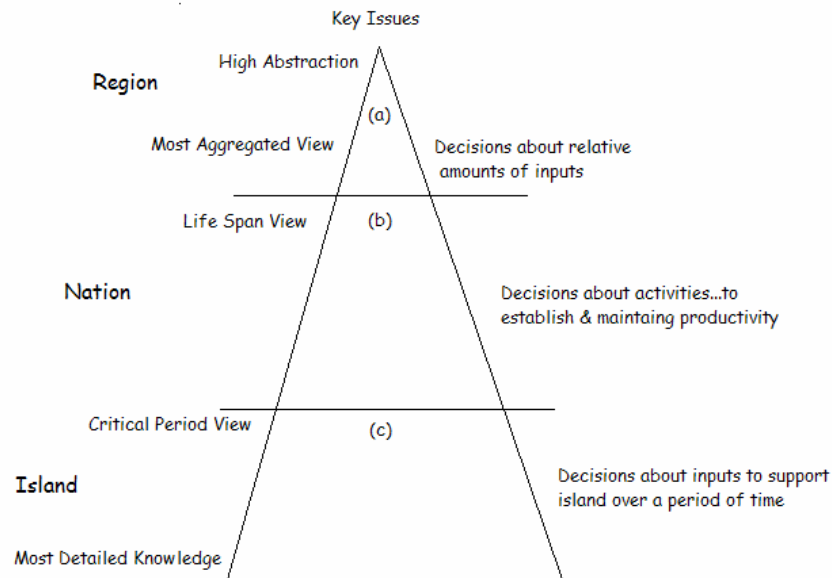 Key Issues
High Abstraction
Region
(a)
Most Aggregated View
Decisions about relative
amounts of inputs
Life Span View
(b)
Nation
Decisions about activities...to
establish & maintaing productivity
Critical Period View
(c)
Island
Decisions about inputs to support
island over a period of time
Most Detailed Knowledge